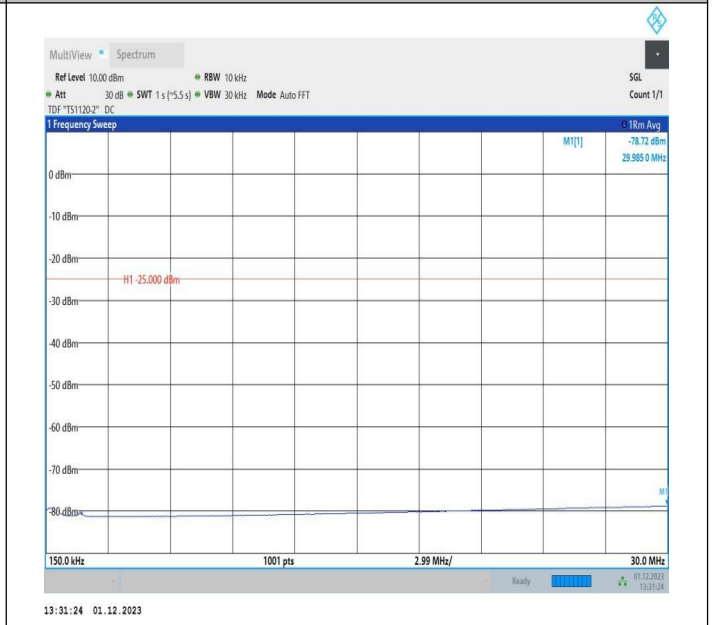 MultiView Spectrum
Ref Level 10.00 dBm RBW 10 kHz SGL
Att 30 dB SWT 1 s (~5.5 s) VBW 30 kHz Mode Auto FFT Count 1/1
TDF "TS1120-2" DC
1 Frequency Sweep 1Rm Avg
M1[1] -78.72 dBm
29.985 0 MHz
0 dBm
-10 dBm
-20 dBm
H1 -25.000 dBm
-30 dBm
-40 dBm
-50 dBm
-60 dBm
-70 dBm
M1
-80 dBm
150.0 kHz 1001 pts 2.99 MHz/ 30.0 MHz
Ready 01.12.2023
13:31:24
13:31:24 01.12.2023